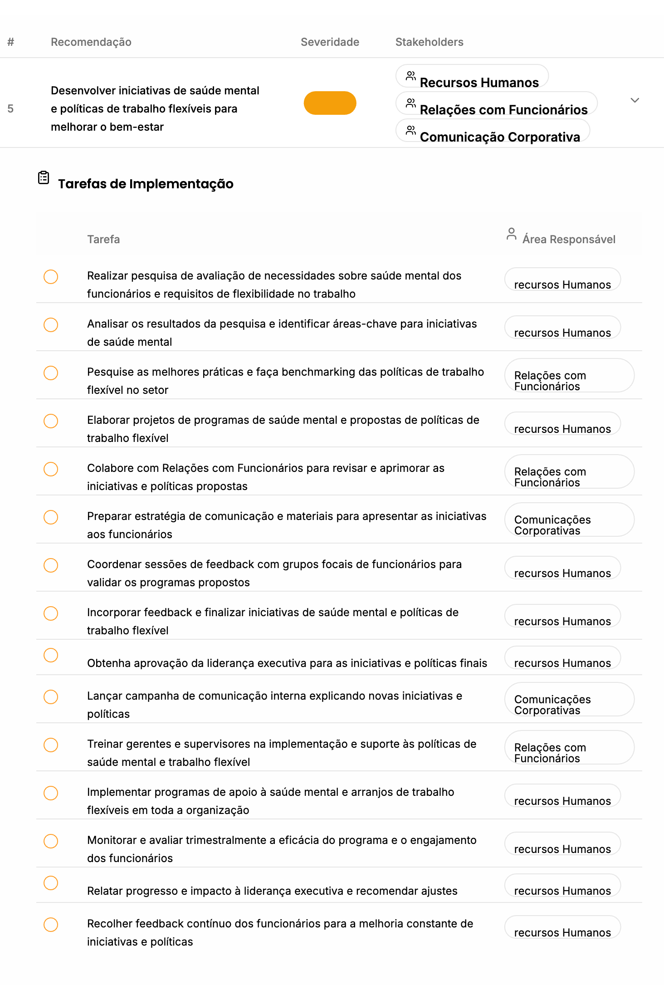 # Recomendação Severidade Stakeholders
5
Desenvolver iniciativas de saúde mental
e políticas de trabalho flexíveis para
melhorar o bem-estar
Recursos Humanos
Relações com Funcionários
Comunicação Corporativa
Tarefas de Implementação
Tarefa Área Responsável
Realizar pesquisa de avaliação de necessidades sobre saúde mental dos
funcionários e requisitos de flexibilidade no trabalho
recursos Humanos
Analisar os resultados da pesquisa e identificar áreas-chave para iniciativas
de saúde mental
recursos Humanos
Pesquise as melhores práticas e faça benchmarking das políticas de trabalho
flexível no setor
Relações com
Funcionários
Elaborar projetos de programas de saúde mental e propostas de políticas de
trabalho flexível
recursos Humanos
Colabore com Relações com Funcionários para revisar e aprimorar as
iniciativas e políticas propostas
Relações com
Funcionários
Preparar estratégia de comunicação e materiais para apresentar as iniciativas
aos funcionários
Comunicações
Corporativas
Coordenar sessões de feedback com grupos focais de funcionários para
validar os programas propostos
recursos Humanos
Incorporar feedback e finalizar iniciativas de saúde mental e políticas de
trabalho flexível
recursos Humanos
Obtenha aprovação da liderança executiva para as iniciativas e políticas finais
recursos Humanos
Lançar campanha de comunicação interna explicando novas iniciativas e
políticas
Comunicações
Corporativas
Treinar gerentes e supervisores na implementação e suporte às políticas de
saúde mental e trabalho flexível
Relações com
Funcionários
Implementar programas de apoio à saúde mental e arranjos de trabalho
flexíveis em toda a organização
recursos Humanos
Monitorar e avaliar trimestralmente a eficácia do programa e o engajamento
dos funcionários
recursos Humanos
Relatar progresso e impacto à liderança executiva e recomendar ajustes
recursos Humanos
Recolher feedback contínuo dos funcionários para a melhoria constante de
iniciativas e políticas
recursos Humanos